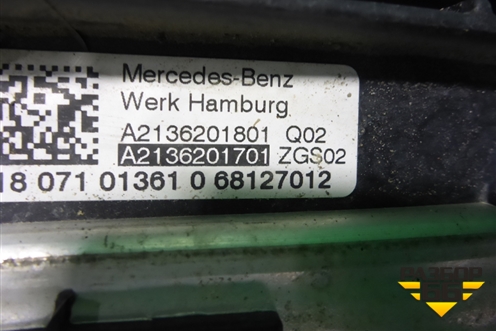 Mercedes-Benz
Werk Hamburg
A2136201801 Q02
A2136201701 ZGS02
18 071 01361 0 68127012